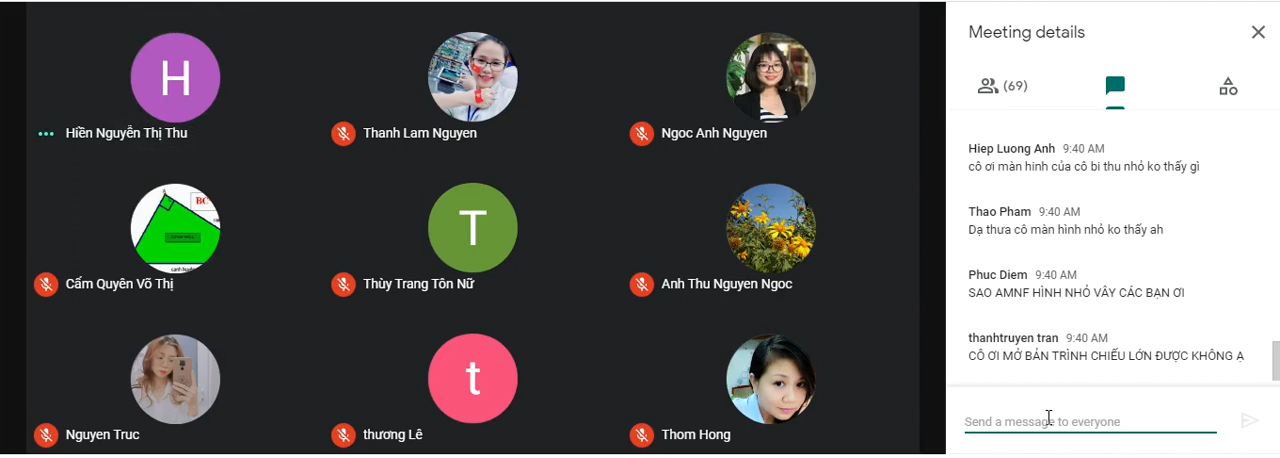 H
Hiền Nguyễn Thị Thu
Thanh Lam Nguyen
Ngoc Anh Nguyen
BC
Cẩm Quyên Võ Thị
T
Thùy Trang Tôn Nữ
Anh Thu Nguyen Ngoc
Nguyen Truc
t
thương Lê
Thom Hong
Meeting details
(69)
Hiep Luong Anh 9:40 AM
cô ơi màn hinh của cô bi thu nhỏ ko thấy gì
Thao Pham 9:40 AM
Dạ thưa cô màn hình nhỏ ko thấy ah
Phuc Diem 9:40 AM
SAO AMNF HÌNH NHỎ VÂY CÁC BẠN ƠI
thanhtruyen tran 9:40 AM
CÔ ƠI MỞ BẢN TRÌNH CHIẾU LỚN ĐƯỢC KHÔNG Ạ
Send a message to everyone